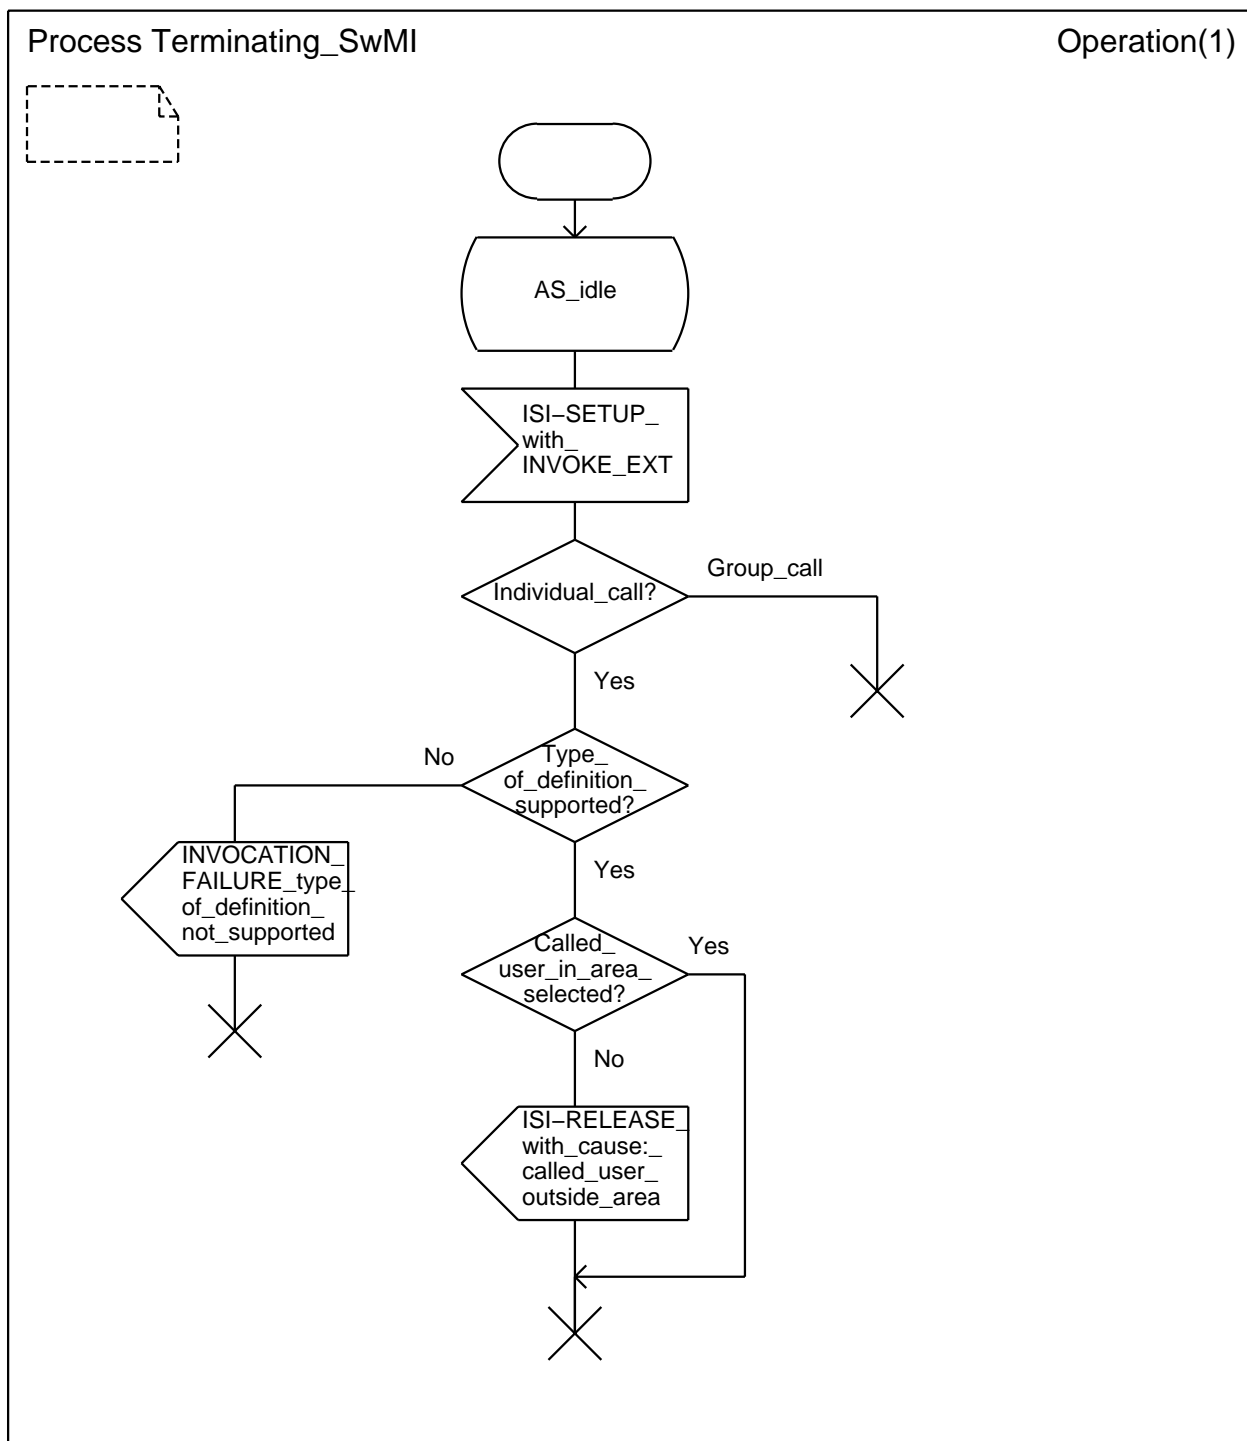 Process Terminating_SwMI
Operation(1)
AS_idle
ISI−SETUP_
with_
INVOKE_EXT
Individual_call?
Group_call
Yes
No
Type_
of_definition_
supported?
INVOCATION_
FAILURE_type_
of_definition_
not_supported
Yes
Called_
user_in_area_
selected?
Yes
No
ISI−RELEASE_
with_cause:_
called_user_
outside_area